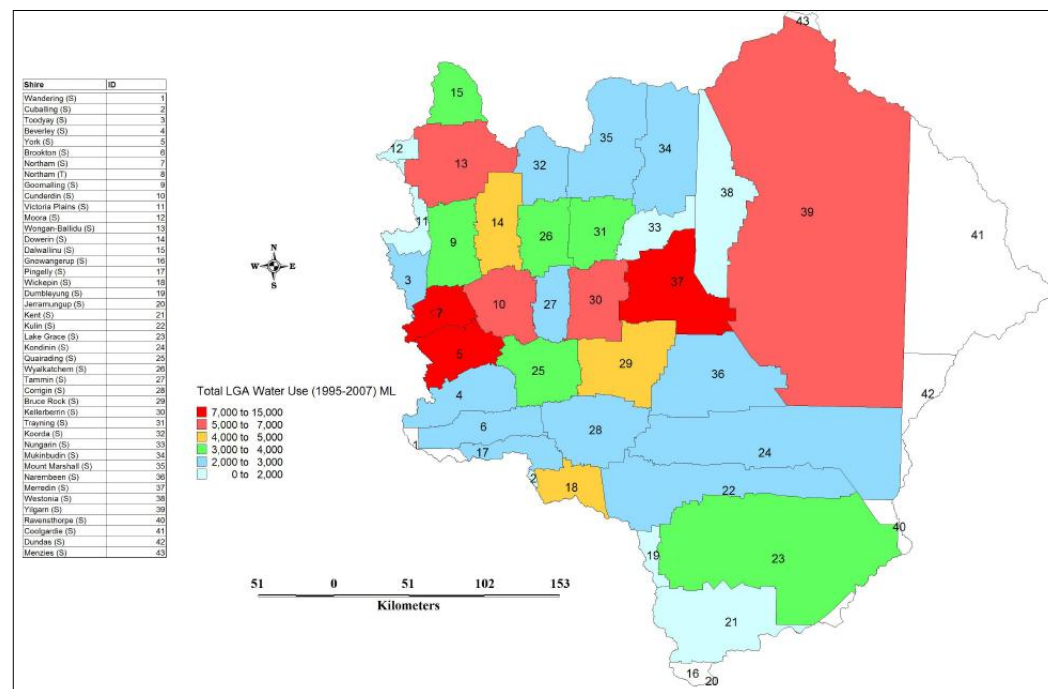 Shire ID
Wandering (S) 1
Cuballing (S) 2
Toodyay (S) 3
Beverley (S) 4
York (S) 5
Brookton (S) 6
Northam (S) 7
Northam (T) 8
Goomalling (S) 9
Cunderdin (S) 10
Victoria Plains (S) 11
Moora (S) 12
Wongan-Ballidu (S) 13
Dowerin (S) 14
Dalwallinu (S) 15
Gnowangerup (S) 16
Pingelly (S) 17
Wickepin (S) 18
Dumbleyung (S) 19
Jerramungup (S) 20
Kent (S) 21
Kulin (S) 22
Lake Grace (S) 23
Kondinin (S) 24
Quairading (S) 25
Wyalkatchem (S) 26
Tammin (S) 27
Corrigin (S) 28
Bruce Rock (S) 29
Kellerberrin (S) 30
Trayning (S) 31
Koorda (S) 32
Nungarin (S) 33
Mukinbudin (S) 34
Mount Marshall (S) 35
Narembeen (S) 36
Merredin (S) 37
Westonia (S) 38
Yilgarn (S) 39
Ravensthorpe (S) 40
Coolgardie (S) 41
Dundas (S) 42
Menzies (S) 43
N
W E
S
Total LGA Water Use (1995-2007) ML
7,000 to 15,000
5,000 to 7,000
4,000 to 5,000
3,000 to 4,000
2,000 to 3,000
0 to 2,000
51 0 51 102 153
Kilometers
43
15
35
34
12
13
32
38
39
11
14
33
41
9
26
31
3
37
7
10
27
30
5
25
29
36
4
42
6
28
1
17
24
2
18
22
40
19
23
21
16
20